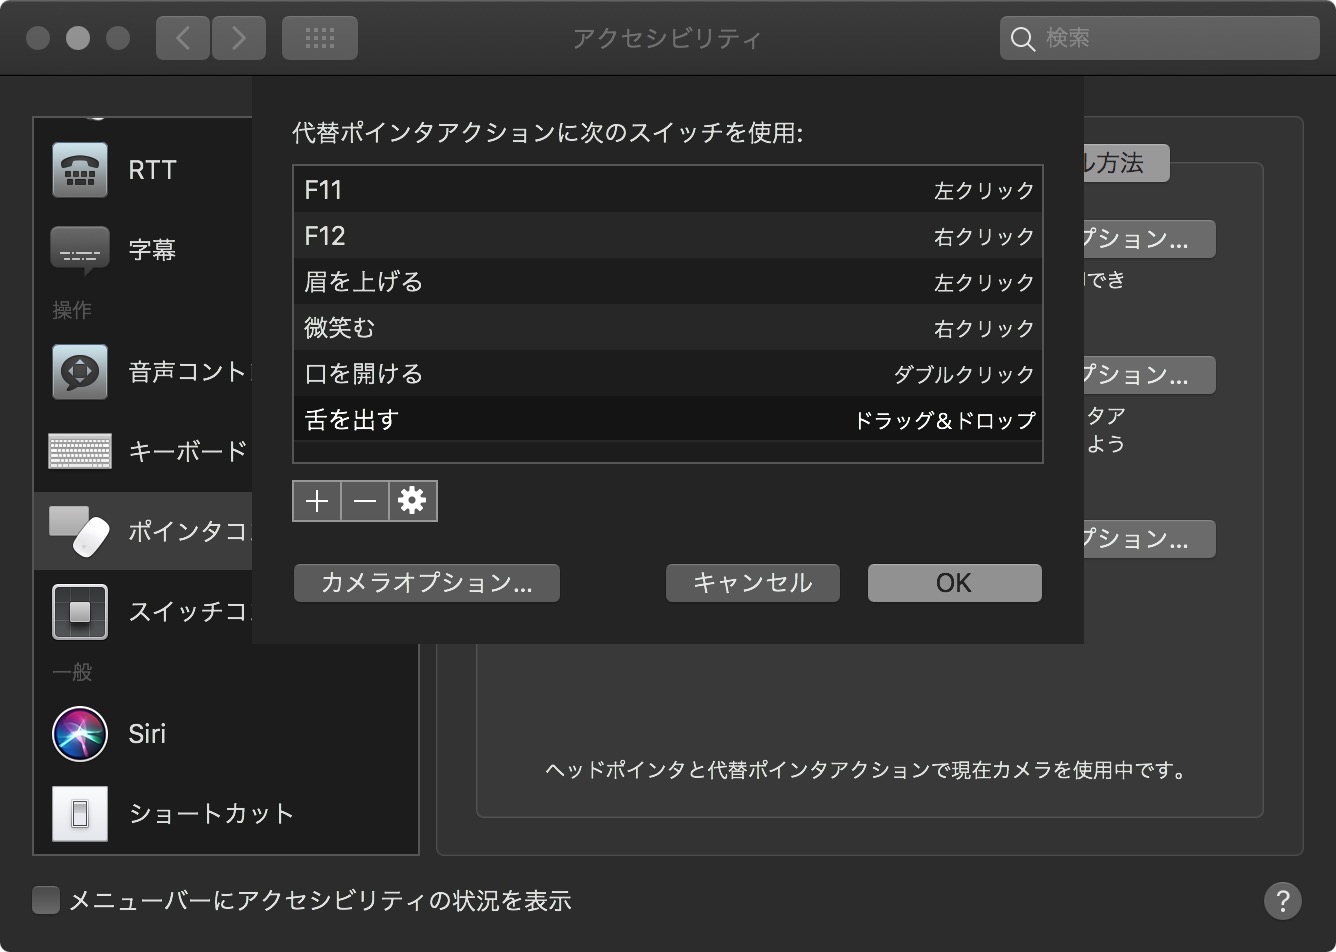 アクセシビリティ
検索
RTT
字幕
操作
音声コント
キーボード
ポインタコ
スイッチコ
一般
Siri
ショートカット
代替ポインタアクションに次のスイッチを使用:
F11 左クリック
F12 右クリック
眉を上げる 左クリック
微笑む 右クリック
口を開ける ダブルクリック
舌を出す ドラッグ&ドロップ
カメラオプション...
キャンセル
OK
ル方法
プション...
でき
プション...
タア
よう
プション...
ヘッドポインタと代替ポインタアクションで現在カメラを使用中です。
メニューバーにアクセシビリティの状況を表示
?